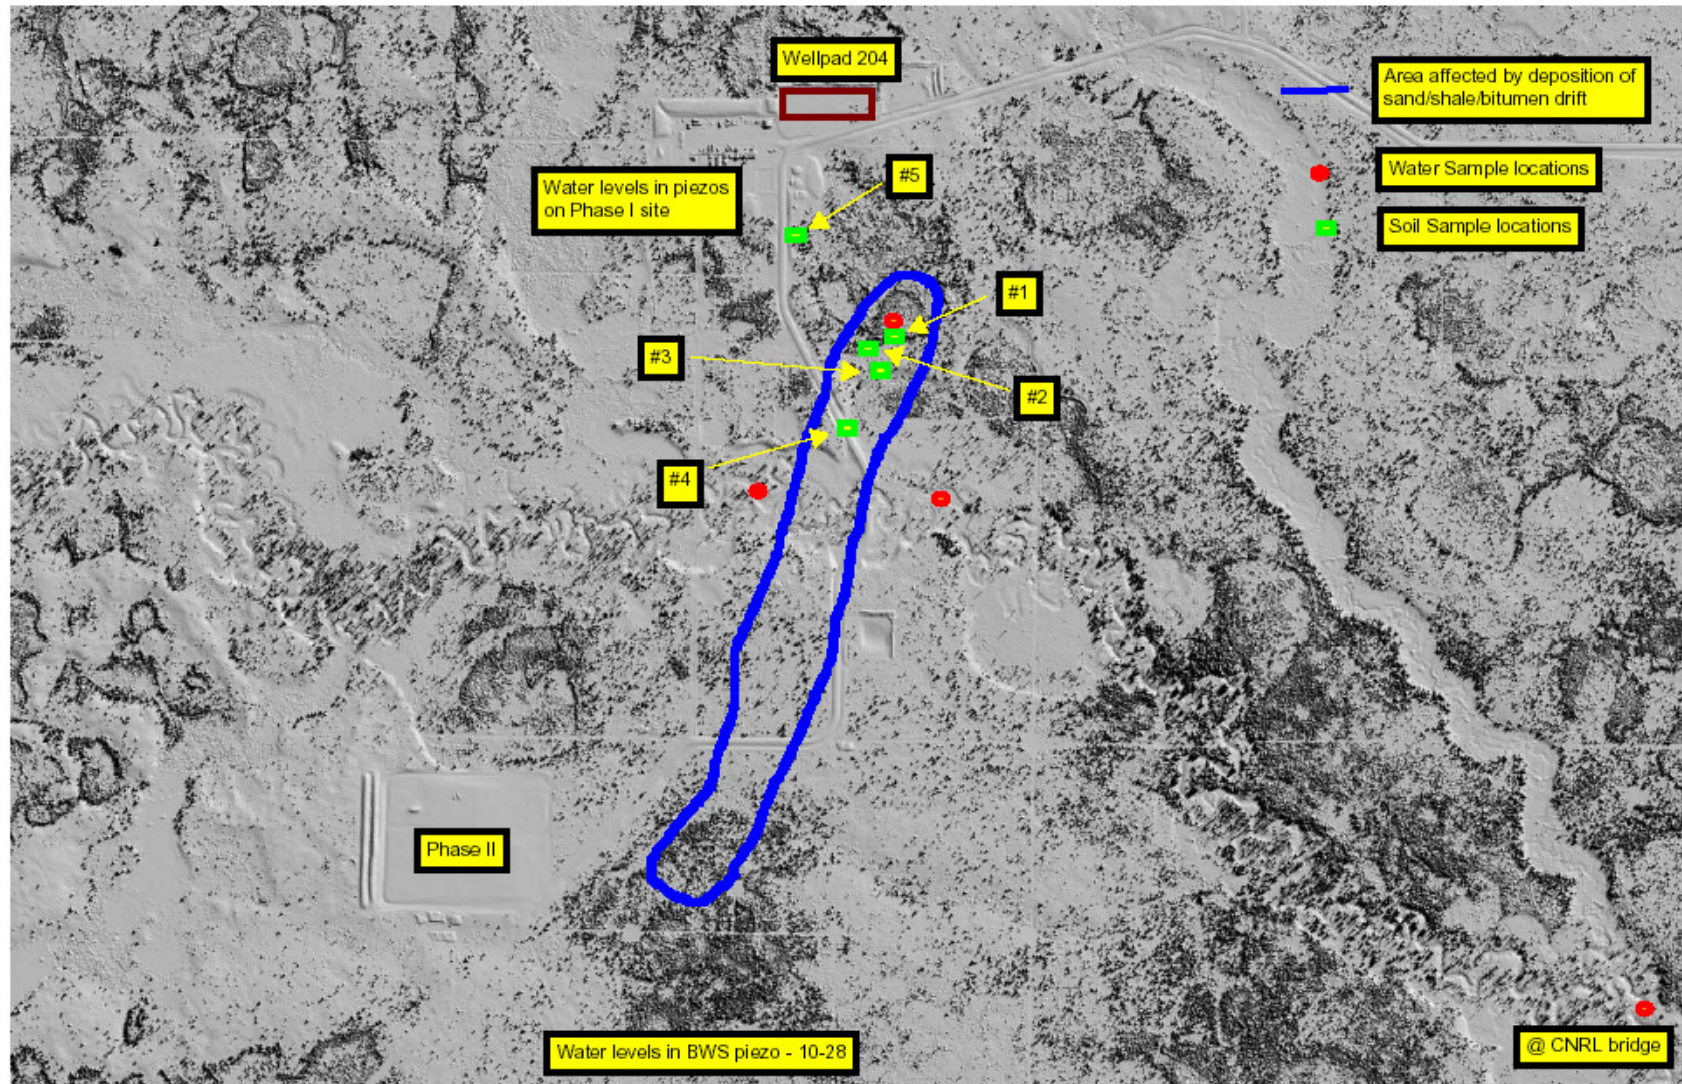 Wellpad 204
Area affected by deposition of
sand/shale/bitumen drift
Water Sample locations
Soil Sample locations
Water levels in piezos
on Phase I site
#5
#1
#3
#2
#4
Phase II
Water levels in BWS piezo - 10-28
@ CNRL bridge